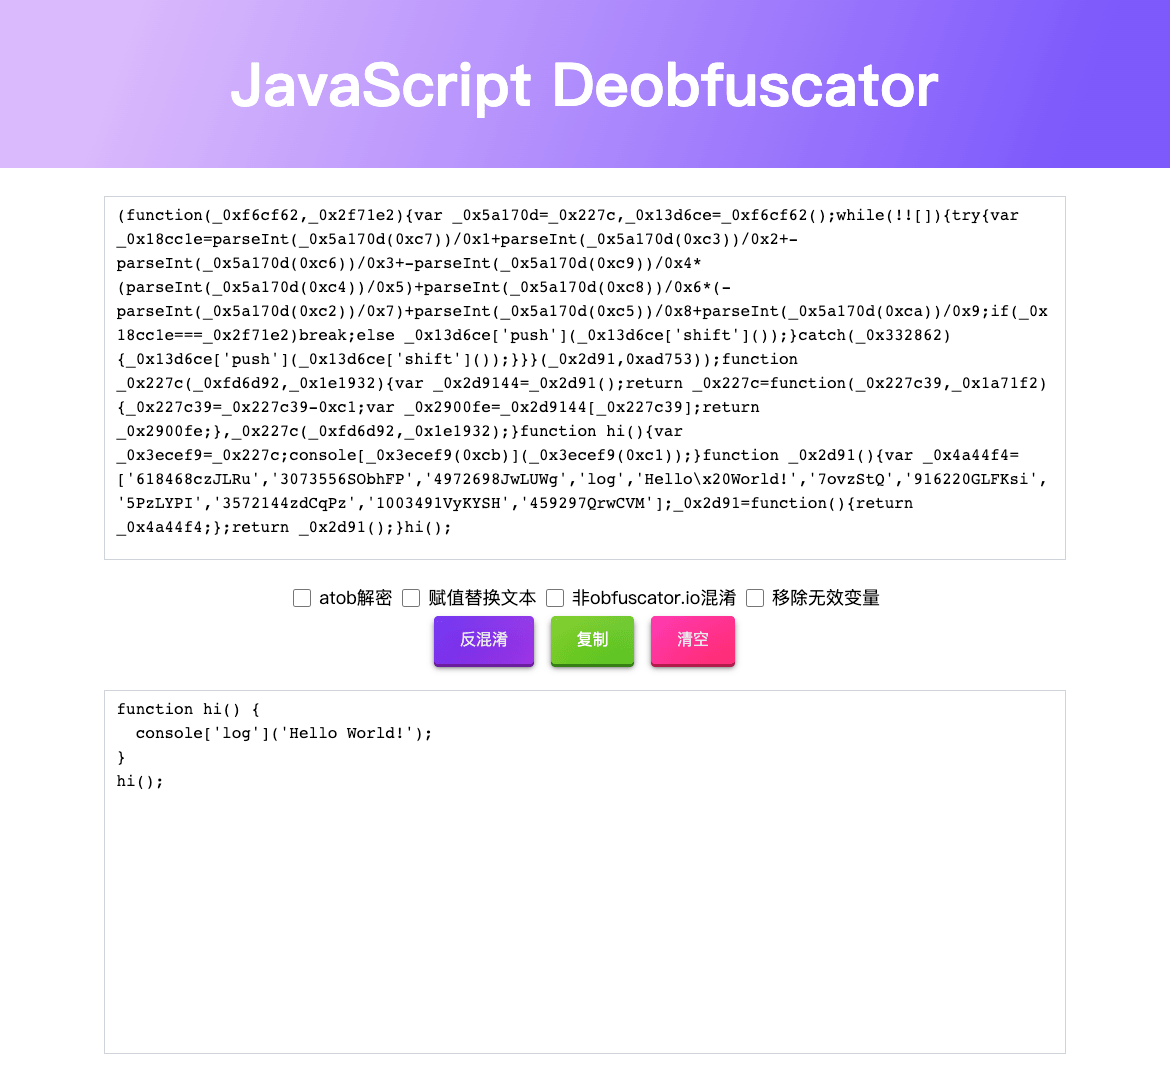 JavaScript Deobfuscator
(function(_0xf6cf62,_0x2f71e2){var _0x5a170d=_0x227c,_0x13d6ce=_0xf6cf62();while(!![]){try{var
_0x18cc1e=parseInt(_0x5a170d(0xc7))/0x1+parseInt(_0x5a170d(0xc3))/0x2+-
parseInt(_0x5a170d(0xc6))/0x3+-parseInt(_0x5a170d(0xc9))/0x4*
(parseInt(_0x5a170d(0xc4))/0x5)+parseInt(_0x5a170d(0xc8))/0x6*(-
parseInt(_0x5a170d(0xc2))/0x7)+parseInt(_0x5a170d(0xc5))/0x8+parseInt(_0x5a170d(0xca))/0x9;if(_0x
18cc1e===_0x2f71e2)break;else _0x13d6ce['push'](_0x13d6ce['shift']());}catch(_0x332862)
{_0x13d6ce['push'](_0x13d6ce['shift']());}}}(_0x2d91,0xad753));function
_0x227c(_0xfd6d92,_0x1e1932){var _0x2d9144=_0x2d91();return _0x227c=function(_0x227c39,_0x1a71f2)
{_0x227c39=_0x227c39-0xc1;var _0x2900fe=_0x2d9144[_0x227c39];return
_0x2900fe;},_0x227c(_0xfd6d92,_0x1e1932);}function hi(){var
_0x3ecef9=_0x227c;console[_0x3ecef9(0xcb)](_0x3ecef9(0xc1));}function _0x2d91(){var _0x4a44f4=
['618468czJLRu','3073556SObhFP','4972698JwLUWg','log','Hello\x20World!','7ovzStQ','916220GLFKsi',
'5PzLYPI','3572144zdCqPz','1003491VyKYSH','459297QrwCVM'];_0x2d91=function(){return
_0x4a44f4;};return _0x2d91();}hi();
atob解密 赋值替换文本 非obfuscator.io混淆 移除无效变量
反混淆 复制 清空
function hi() {
  console['log']('Hello World!');
}
hi();